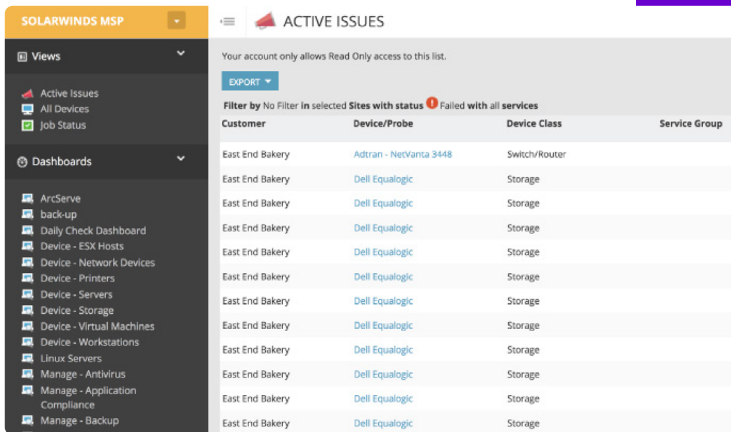 SOLARWINDS MSP
ACTIVE ISSUES
Views
Active Issues
All Devices
Job Status
Dashboards
ArcServe
back-up
Daily Check Dashboard
Device - ESX Hosts
Device - Network Devices
Device - Printers
Device - Servers
Device - Storage
Device - Virtual Machines
Device - Workstations
Linux Servers
Manage - Antivirus
Manage - Application
Compliance
Manage - Backup
Your account only allows Read Only access to this list.
EXPORT
Filter by No Filter in selected Sites with status Failed with all services
Customer Device/Probe Device Class Service Group
East End Bakery Adtran - NetVanta 3448 Switch/Router
East End Bakery Dell Equalogic Storage
East End Bakery Dell Equalogic Storage
East End Bakery Dell Equalogic Storage
East End Bakery Dell Equalogic Storage
East End Bakery Dell Equalogic Storage
East End Bakery Dell Equalogic Storage
East End Bakery Dell Equalogic Storage
East End Bakery Dell Equalogic Storage
East End Bakery Dell Equalogic Storage
East End Bakery Dell Equalogic Storage
East End Bakery Dell Equalogic Storage